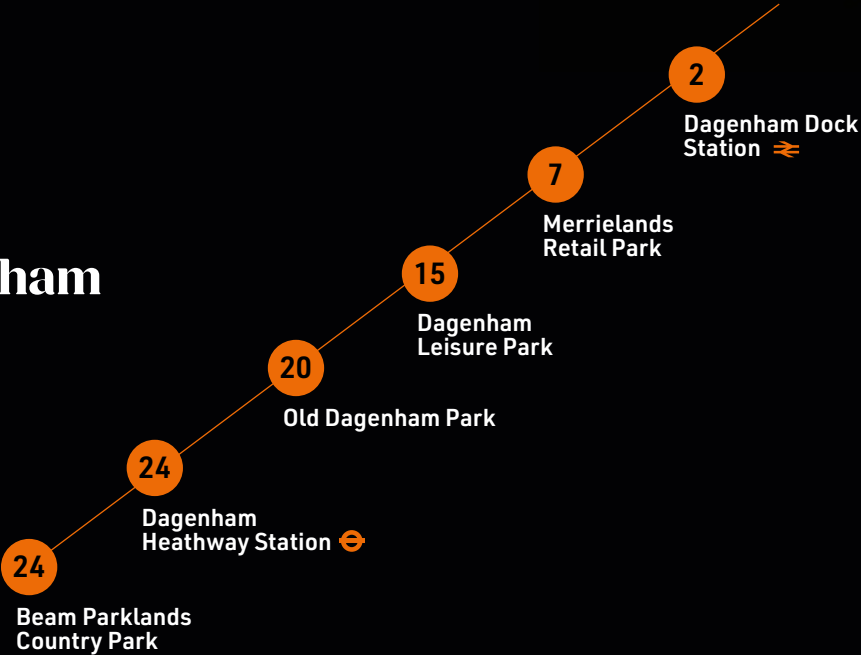 2
Dagenham Dock
Station
7
Merrielands
Retail Park
ham
15
Dagenham
Leisure Park
20
Old Dagenham Park
24
Dagenham
Heathway Station
24
Beam Parklands
Country Park